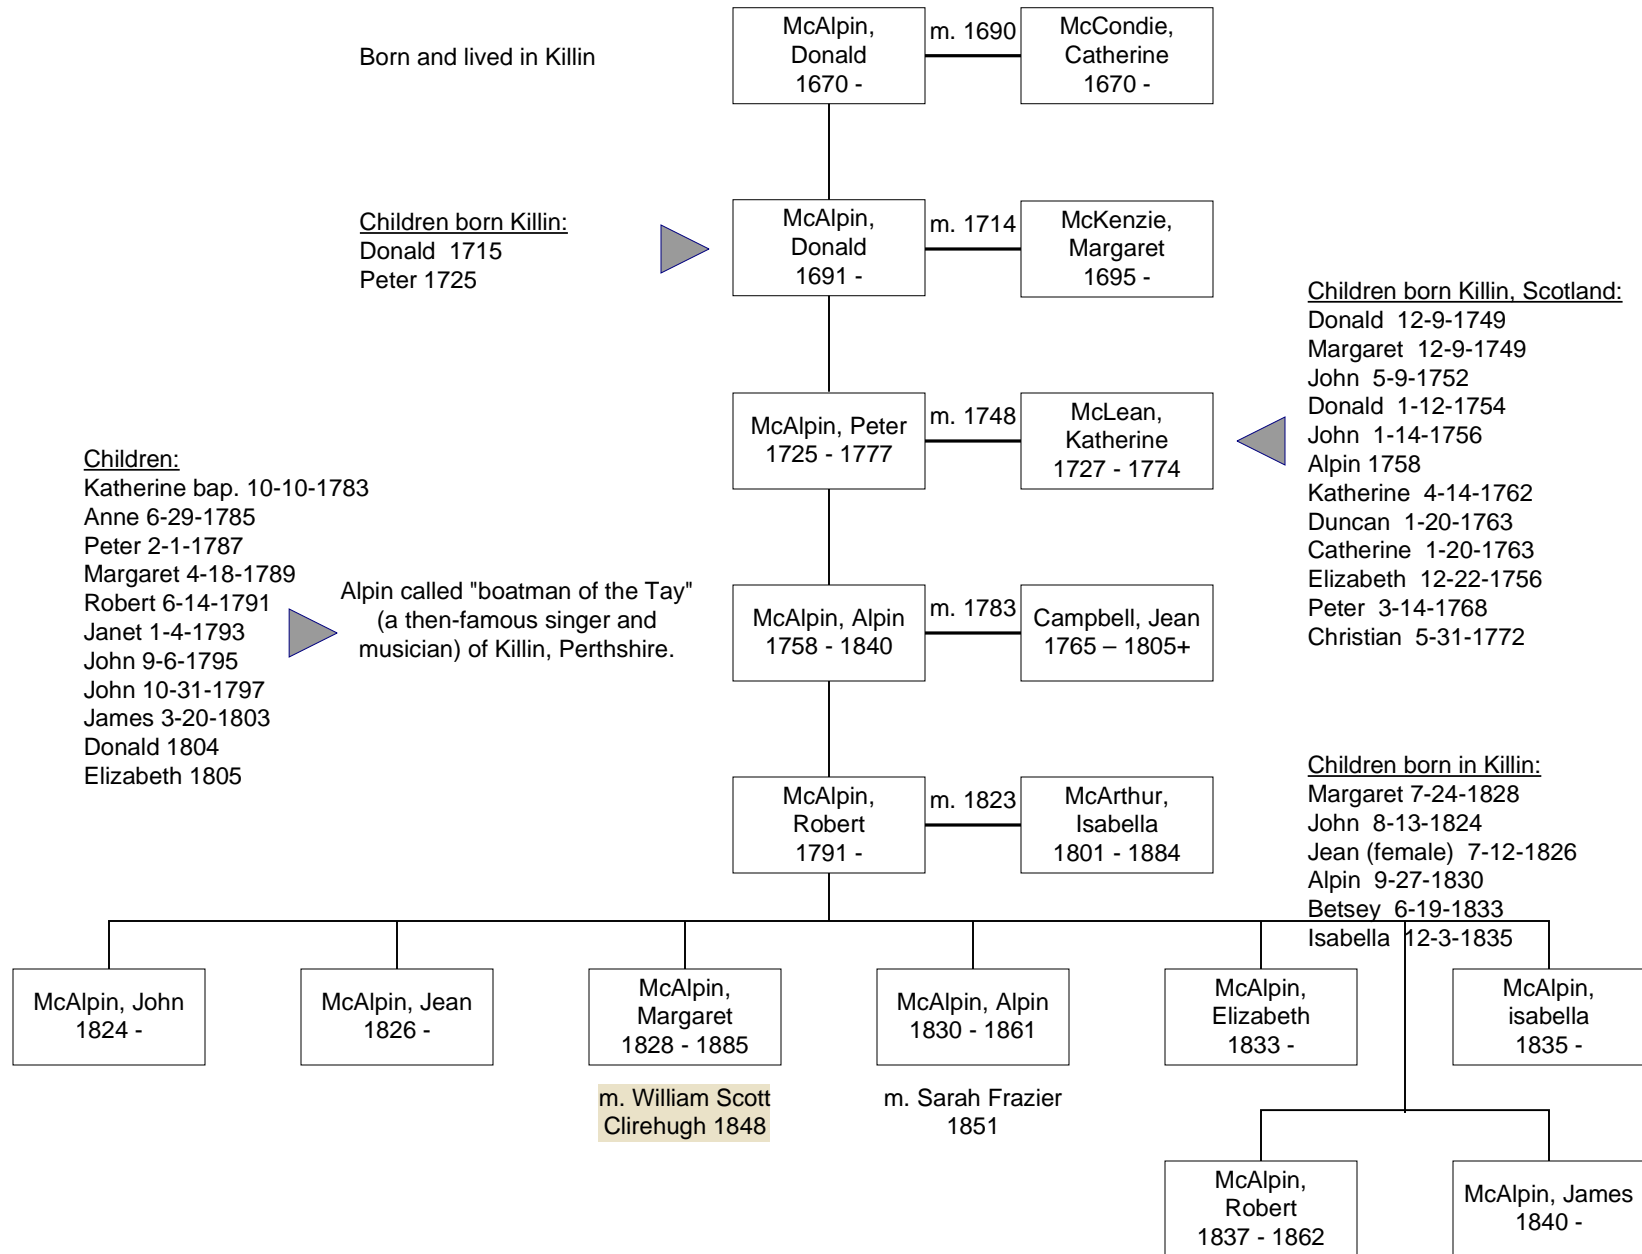 Born and lived in Killin
McAlpin,
Donald
1670 -
m. 1690
McCondie,
Catherine
1670 -
Children born Killin:
Donald  1715
Peter 1725
McAlpin,
Donald
1691 -
m. 1714
McKenzie,
Margaret
1695 -
Children born Killin, Scotland:
Donald  12-9-1749
Margaret  12-9-1749
John  5-9-1752
Donald  1-12-1754
John  1-14-1756
Alpin 1758
Katherine  4-14-1762
Duncan  1-20-1763
Catherine  1-20-1763
Elizabeth  12-22-1756
Peter  3-14-1768
Christian  5-31-1772
McAlpin, Peter
1725 - 1777
m. 1748
McLean,
Katherine
1727 - 1774
Children:
Katherine bap. 10-10-1783
Anne 6-29-1785
Peter 2-1-1787
Margaret 4-18-1789
Robert 6-14-1791
Janet 1-4-1793
John 9-6-1795
John 10-31-1797
James 3-20-1803
Donald 1804
Elizabeth 1805
Alpin called "boatman of the Tay"
(a then-famous singer and
musician) of Killin, Perthshire.
McAlpin, Alpin
1758 - 1840
m. 1783
Campbell, Jean
1765 – 1805+
McAlpin,
Robert
1791 -
m. 1823
McArthur,
Isabella
1801 - 1884
Children born in Killin:
Margaret 7-24-1828
John  8-13-1824
Jean (female)  7-12-1826
Alpin  9-27-1830
Betsey  6-19-1833
Isabella  12-3-1835
McAlpin, John
1824 -
McAlpin, Jean
1826 -
McAlpin,
Margaret
1828 - 1885
McAlpin, Alpin
1830 - 1861
McAlpin,
Elizabeth
1833 -
McAlpin,
isabella
1835 -
m. William Scott
Clirehugh 1848
m. Sarah Frazier
1851
McAlpin,
Robert
1837 - 1862
McAlpin, James
1840 -